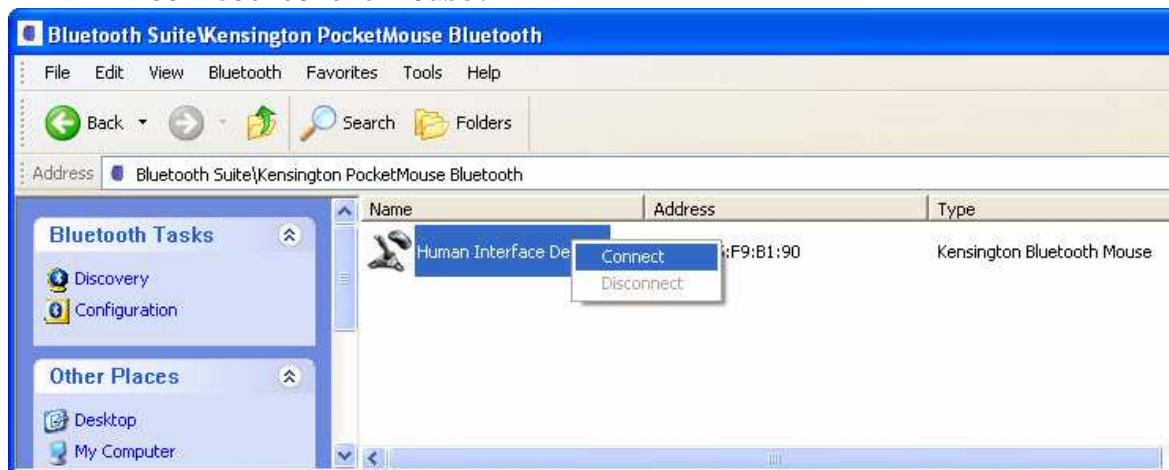 Bluetooth Suite\Kensington PocketMouse Bluetooth
File Edit View Bluetooth Favorites Tools Help
Back Search Folders
Address Bluetooth Suite\Kensington PocketMouse Bluetooth
Name Address Type
Bluetooth Tasks
Human Interface De :F9:B1:90 Kensington Bluetooth Mouse
Connect
Disconnect
Discovery
Configuration
Other Places
Desktop
My Computer